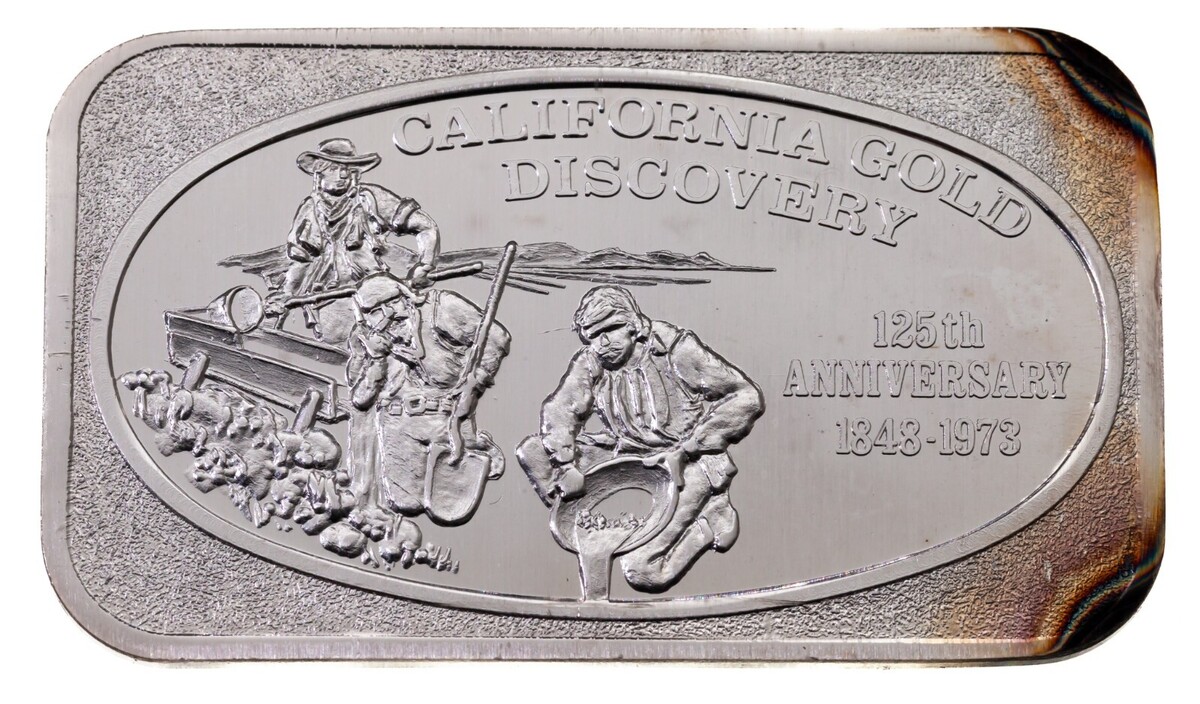 CALIFORNIA GOLD
DISCOVERY
125th
ANNIVERSARY
1848-1973